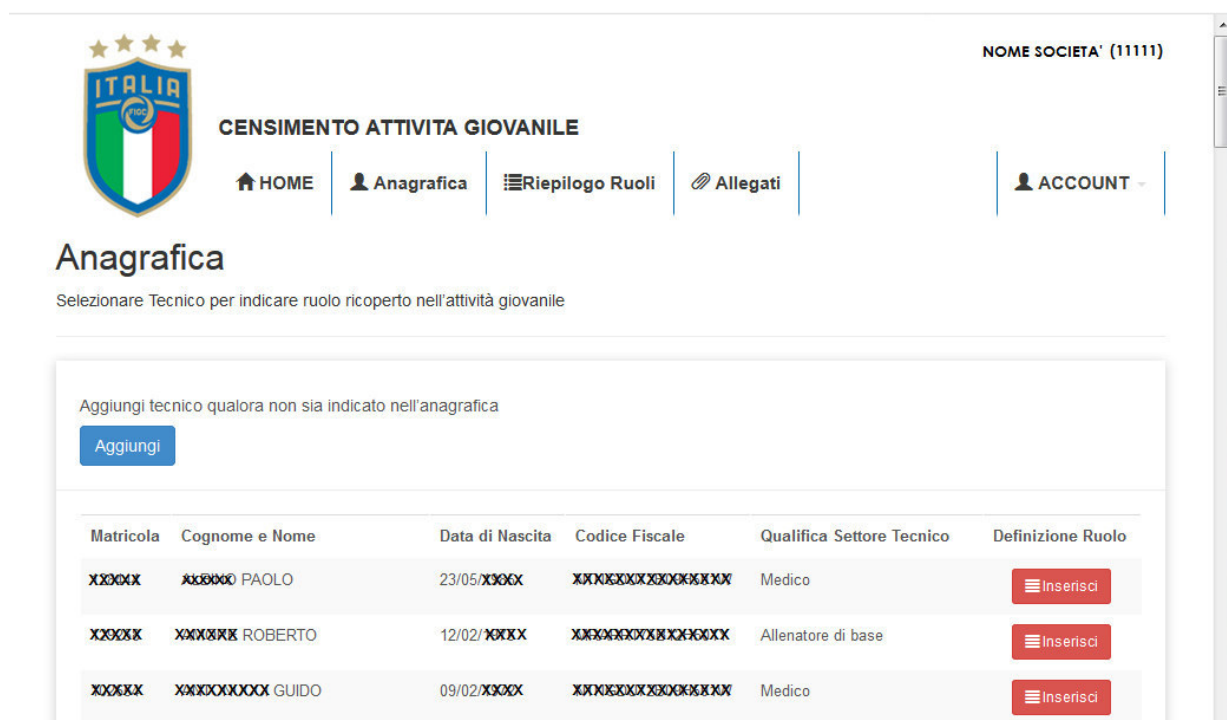 NOME SOCIETA' (11111)
ITALIA
FIGC
CENSIMENTO ATTIVITA GIOVANILE
HOME Anagrafica Riepilogo Ruoli Allegati ACCOUNT
Anagrafica
Selezionare Tecnico per indicare ruolo ricoperto nell'attività giovanile
Aggiungi tecnico qualora non sia indicato nell'anagrafica
Aggiungi
Matricola Cognome e Nome Data di Nascita Codice Fiscale Qualifica Settore Tecnico Definizione Ruolo
PAOLO 23/05/ Medico Inserisci
ROBERTO 12/02/ Allenatore di base Inserisci
GUIDO 09/02/ Medico Inserisci